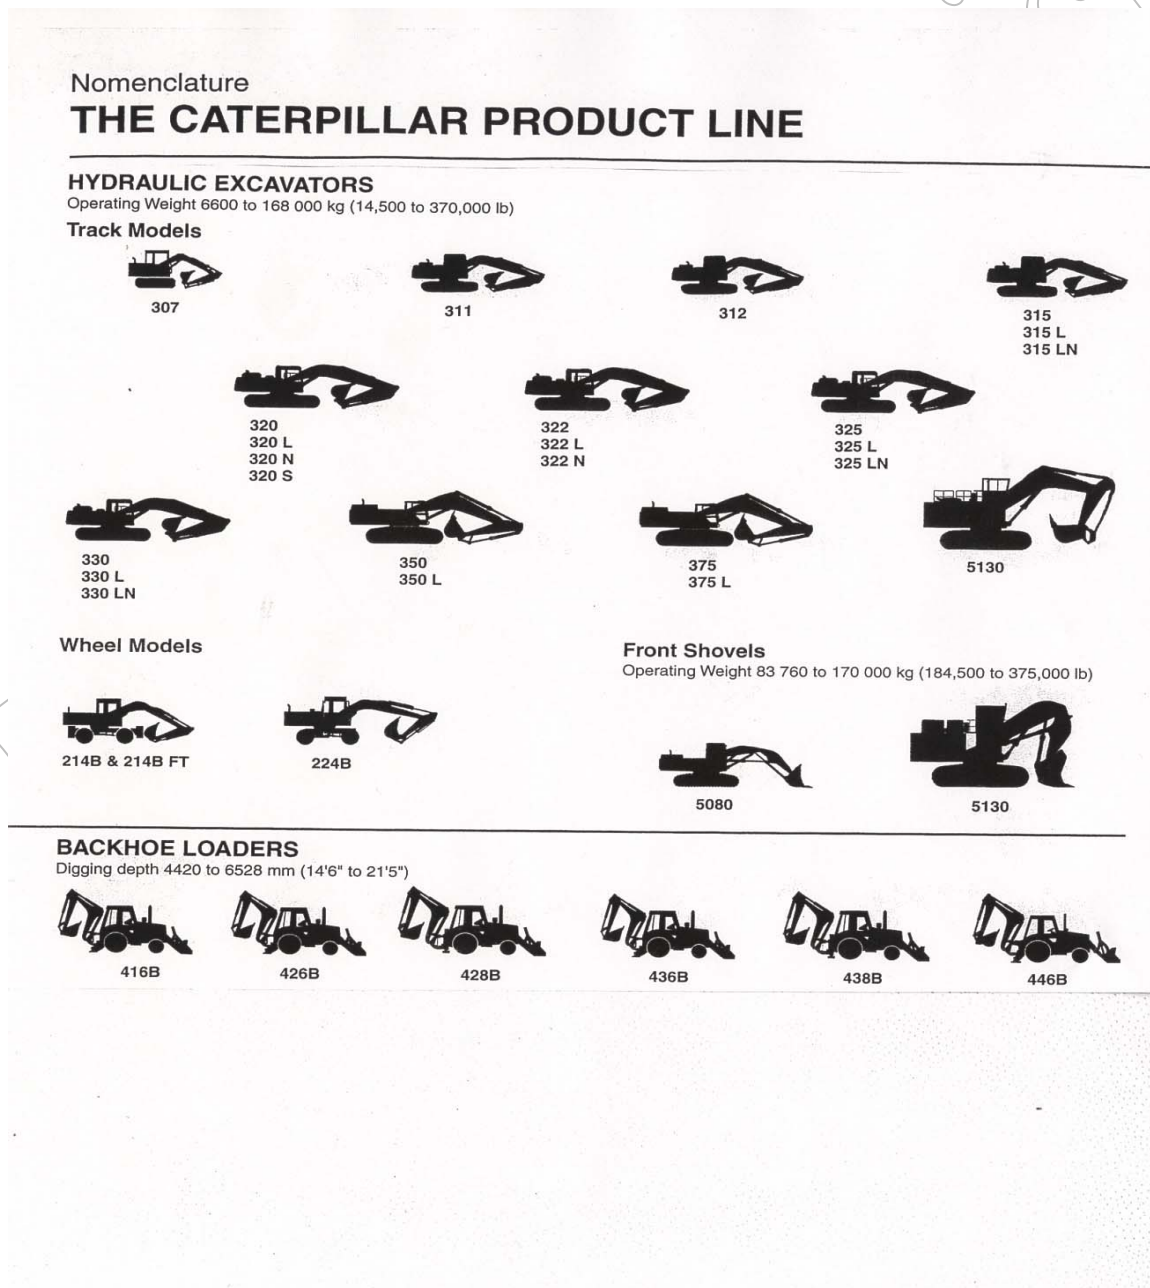 Nomenclature
THE CATERPILLAR PRODUCT LINE
HYDRAULIC EXCAVATORS
Operating Weight 6600 to 168 000 kg (14,500 to 370,000 lb)
Track Models
307
311
312
315
315 L
315 LN
320
320 L
320 N
320 S
322
322 L
322 N
325
325 L
325 LN
330
330 L
330 LN
350
350 L
375
375 L
5130
Wheel Models
214B & 214B FT
224B
Front Shovels
Operating Weight 83 760 to 170 000 kg (184,500 to 375,000 lb)
5080
5130
BACKHOE LOADERS
Digging depth 4420 to 6528 mm (14'6" to 21'5")
416B
426B
428B
436B
438B
446B